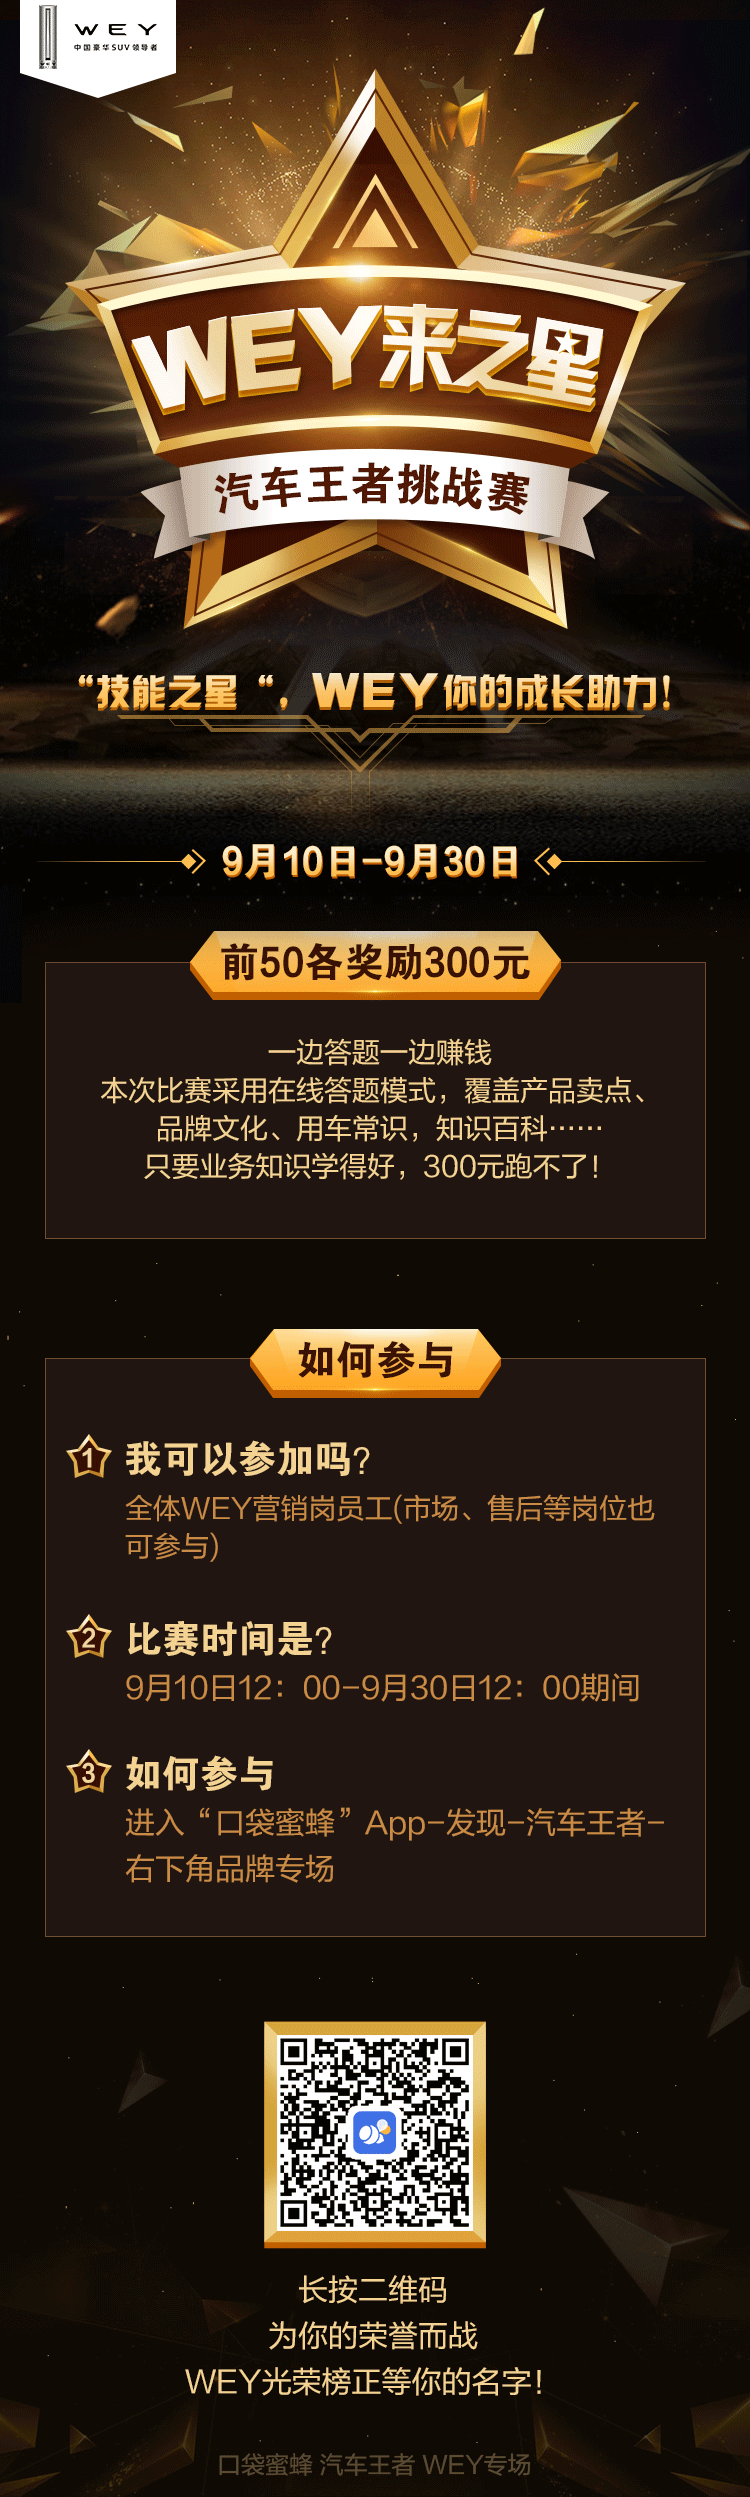 WEY
中国豪华SUV领导者
WEY来之星
汽车王者挑战赛
“技能之星“，WEY你的成长助力！
9月10日-9月30日
前50各奖励300元
一边答题一边赚钱
本次比赛采用在线答题模式，覆盖产品卖点、
品牌文化、用车常识，知识百科……
只要业务知识学得好，300元跑不了！
如何参与
1 我可以参加吗？
全体WEY营销岗员工(市场、售后等岗位也
可参与)
2 比赛时间是？
9月10日12：00-9月30日12：00期间
3 如何参与
进入“口袋蜜蜂”App-发现-汽车王者-
右下角品牌专场
长按二维码
为你的荣誉而战
WEY光荣榜正等你的名字！
口袋蜜蜂 汽车王者 WEY专场